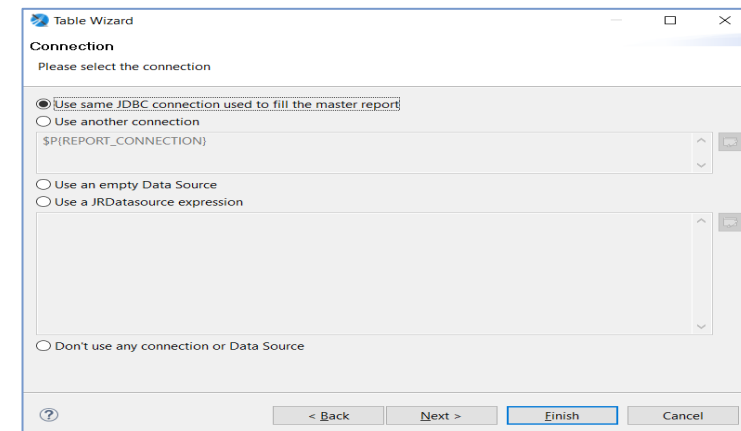 Table Wizard
Connection
Please select the connection
Use same JDBC connection used to fill the master report
Use another connection
$P{REPORT_CONNECTION}
Use an empty Data Source
Use a JRDatasource expression
Don't use any connection or Data Source
? < Back Next > Finish Cancel